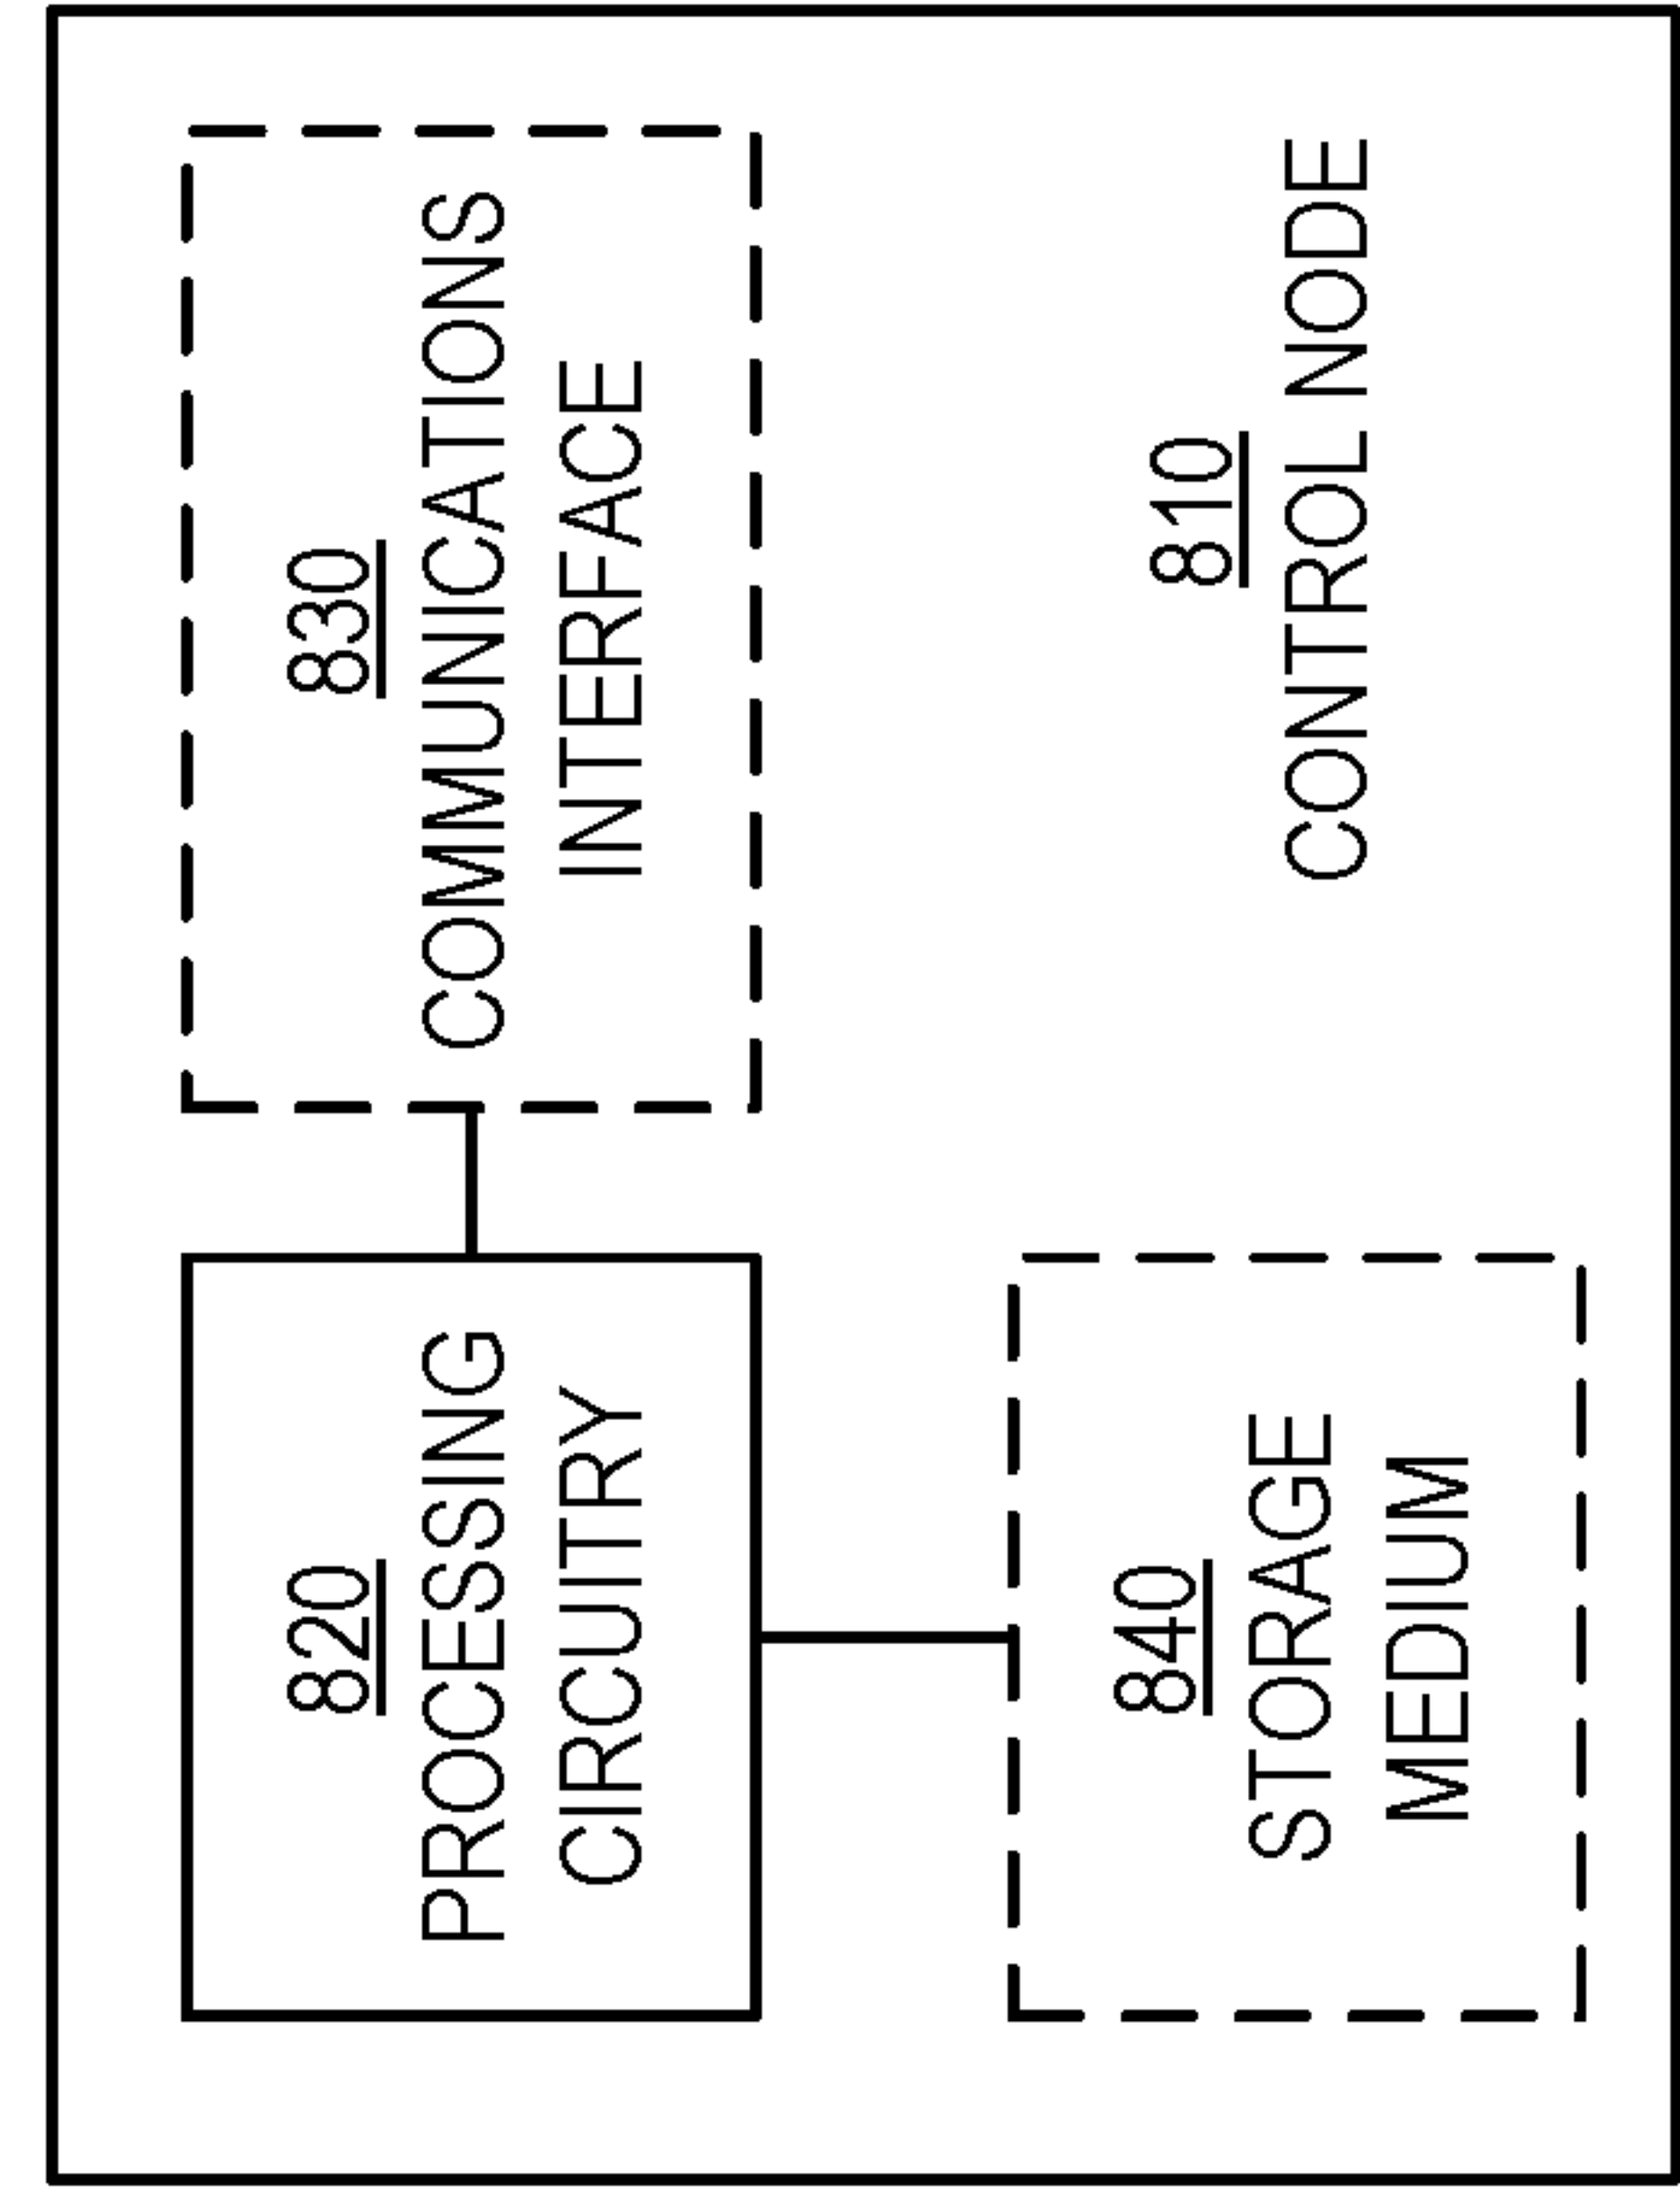 820
PROCESSING
CIRCUITRY
830
COMMUNICATIONS
INTERFACE
840
STORAGE
MEDIUM
810
CONTROL NODE